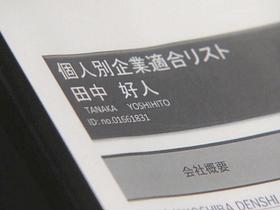 個人別企業適合リスト
田中 好人
TANAKA YOSHIHITO
ID: no.01661831
会社概要
DENSHI